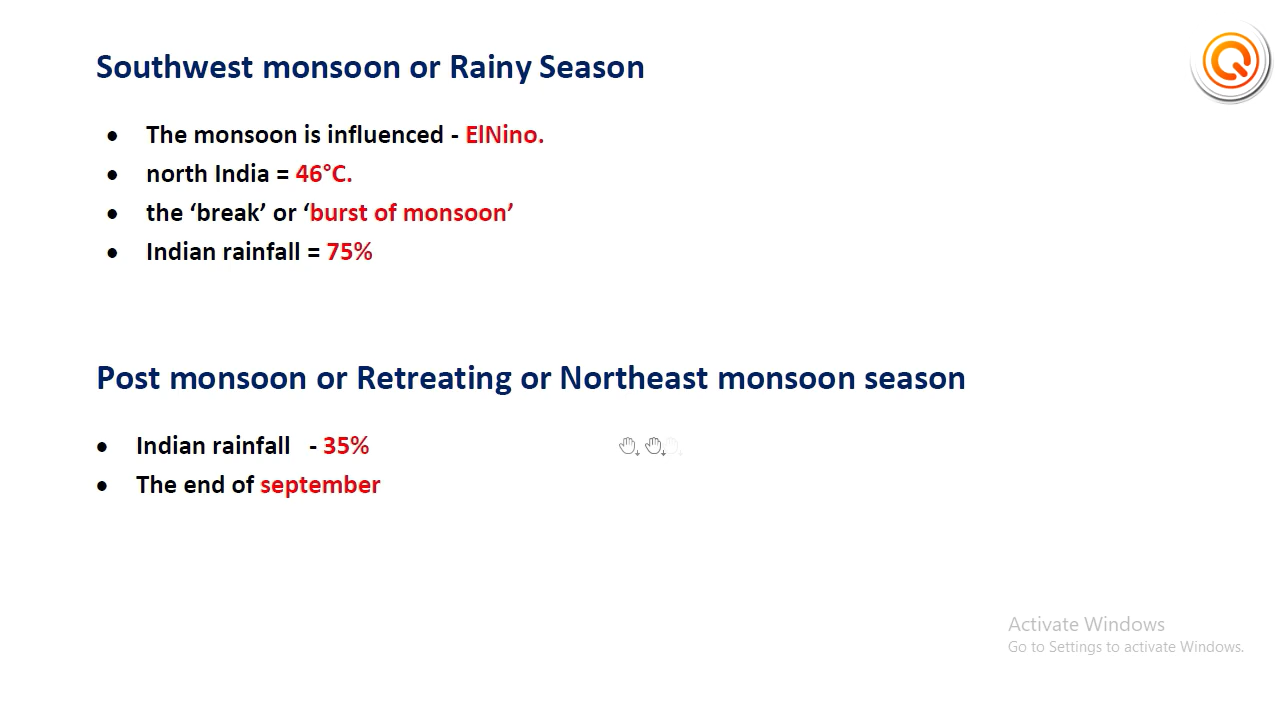 Southwest monsoon or Rainy Season
• The monsoon is influenced - ElNino.
• north India = 46°C.
• the ‘break’ or ‘burst of monsoon’
• Indian rainfall = 75%
Post monsoon or Retreating or Northeast monsoon season
• Indian rainfall - 35%
• The end of september
Activate Windows
Go to Settings to activate Windows.